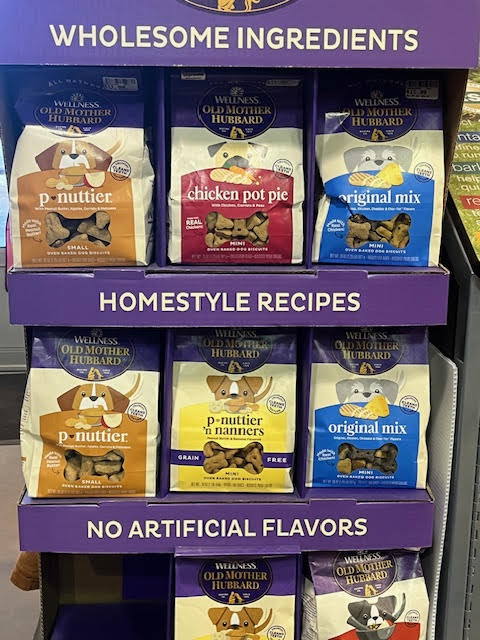 WHOLESOME INGREDIENTS
WELLNESS
OLD MOTHER
HUBBARD
p-nuttier
SMALL
OVEN BAKED DOG BISCUITS
WELLNESS
OLD MOTHER
HUBBARD
chicken pot pie
With Chicken, Carrots & Peas
REAL
MINI
OVEN BAKED DOG BISCUITS
WELLNESS
OLD MOTHER
HUBBARD
original mix
MINI
OVEN BAKED DOG BISCUITS
HOMESTYLE RECIPES
WELLNESS
OLD MOTHER
HUBBARD
p-nuttier
SMALL
OVEN BAKED DOG BISCUITS
WELLNESS
OLD MOTHER
HUBBARD
p-nuttier
'n nanners
GRAIN FREE
MINI
OVEN BAKED DOG BISCUITS
WELLNESS
OLD MOTHER
HUBBARD
original mix
MINI
OVEN BAKED DOG BISCUITS
NO ARTIFICIAL FLAVORS
WELLNESS
OLD MOTHER
HUBBARD
WELLNESS
OLD MOTHER
HUBBARD